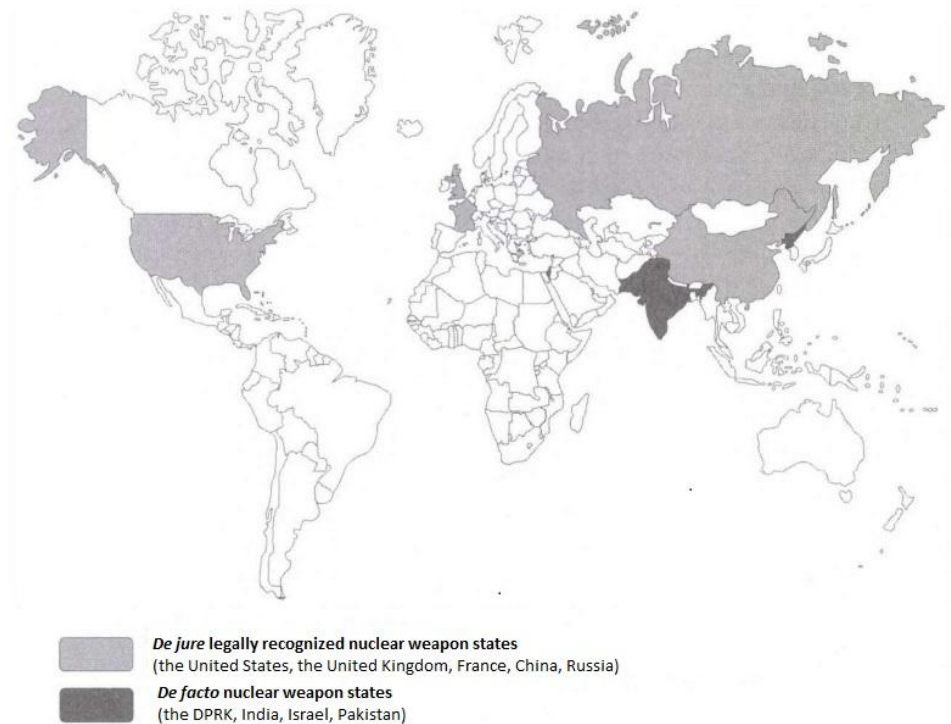 De jure legally recognized nuclear weapon states
(the United States, the United Kingdom, France, China, Russia)
De facto nuclear weapon states
(the DPRK, India, Israel, Pakistan)